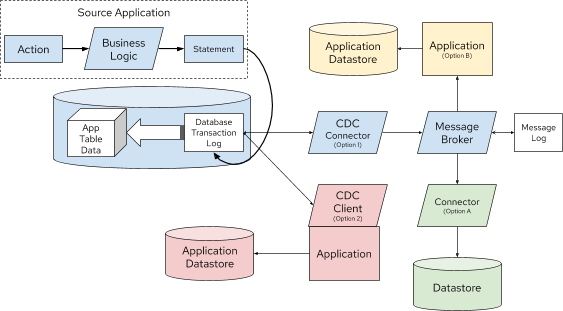 Source Application
Action
Business
Logic
Statement
App
Table
Data
Database
Transaction
Log
CDC
Connector
(Option I)
Message
Broker
Message
Log
Application
Datastore
Application
(Option B)
CDC
Client
(Option 2)
Application
Application
Datastore
Connector
(Option A
Datastore